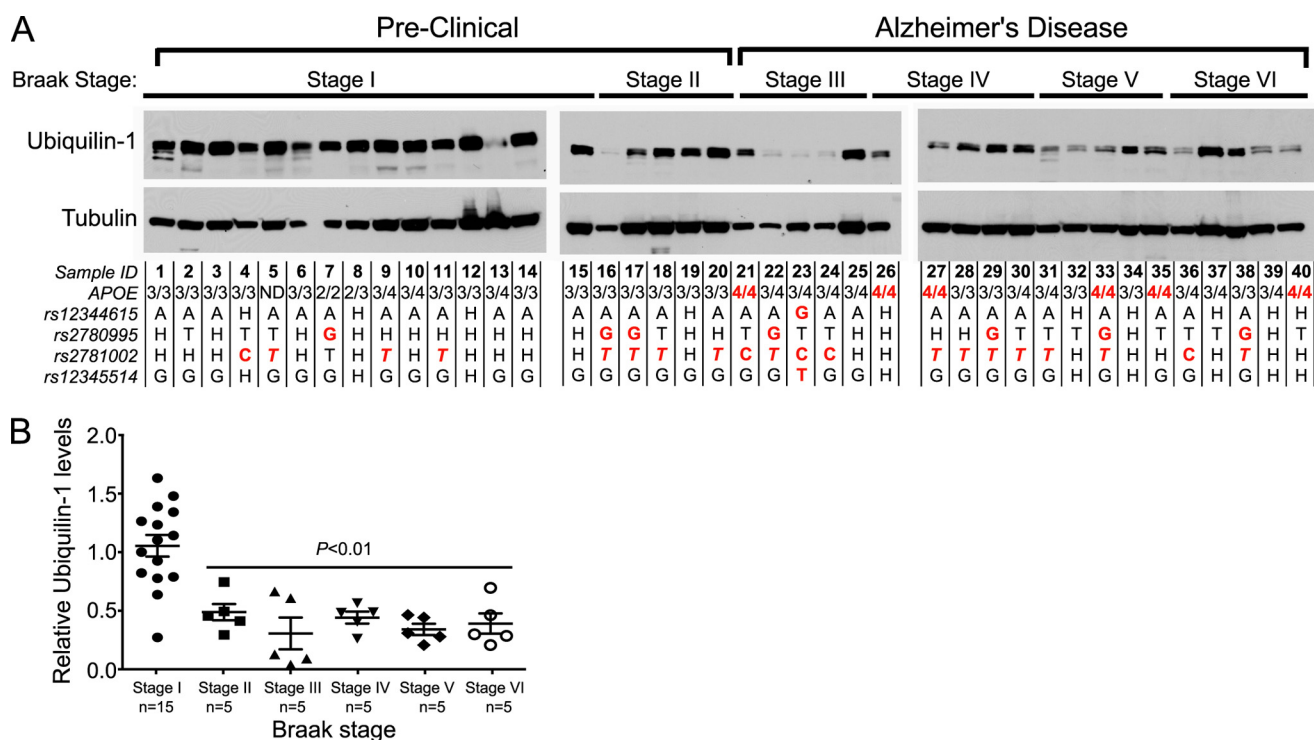 A
Pre-Clinical Alzheimer's Disease
Braak Stage: Stage I Stage II Stage III Stage IV Stage V Stage VI
Ubiquilin-1
Tubulin
Sample ID 1 2 3 4 5 6 7 8 9 10 11 12 13 14 15 16 17 18 19 20 21 22 23 24 25 26 27 28 29 30 31 32 33 34 35 36 37 38 39 40
APOE 3/3 3/3 3/3 3/3 ND 3/3 2/2 2/3 3/4 3/4 3/3 3/3 3/4 3/3 3/3 3/3 3/3 3/4 3/3 3/3 4/4 3/4 3/4 3/4 3/4 4/4 4/4 3/3 3/3 3/4 3/4 3/3 4/4 3/3 4/4 3/4 3/4 3/4 3/3 4/4
rs12344615 A A A H A A A H A A A H A A A A A A H A A A G A A H A A A A A H A H A A H A H H
rs2780995 H T H T T H G H H H H H T H H G G T H T T G T T T H H H G T T H G H T T H G H T
rs2781002 H H H C T H T H T H T H H H H T T T H T C T C C H H T T T T T H T H H C H T H H
rs12345514 G G G H G G G H G G G H G G G G G G H G G G T G G H G G G G G H G H G G H G H H
B
Relative Ubiquilin-1 levels
2.0
1.5
1.0
0.5
0.0
P<0.01
Stage I Stage II Stage III Stage IV Stage V Stage VI
n=15 n=5 n=5 n=5 n=5 n=5
Braak stage